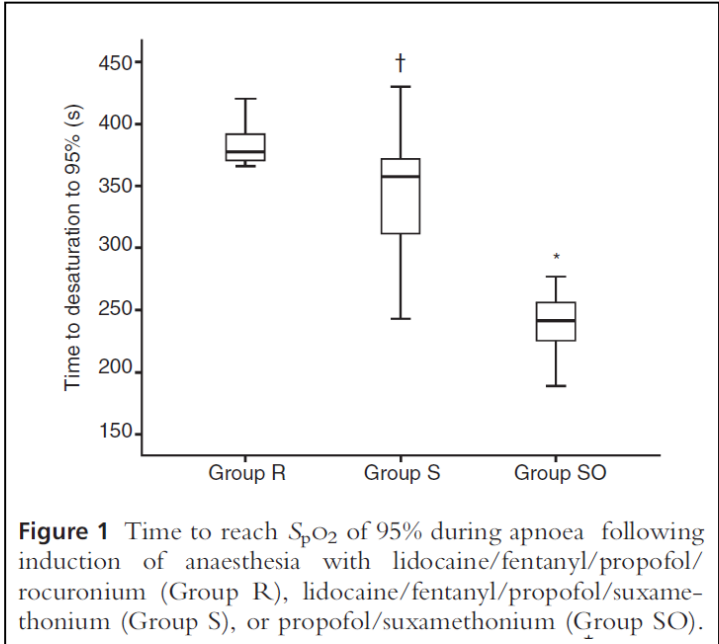 450
400
350
300
250
200
150
Time to desaturation to 95% (s)
†
*
Group R
Group S
Group SO
Figure 1 Time to reach SpO2 of 95% during apnoea following
induction of anaesthesia with lidocaine/fentanyl/propofol/
rocuronium (Group R), lidocaine/fentanyl/propofol/suxame-
thonium (Group S), or propofol/suxamethonium (Group SO).